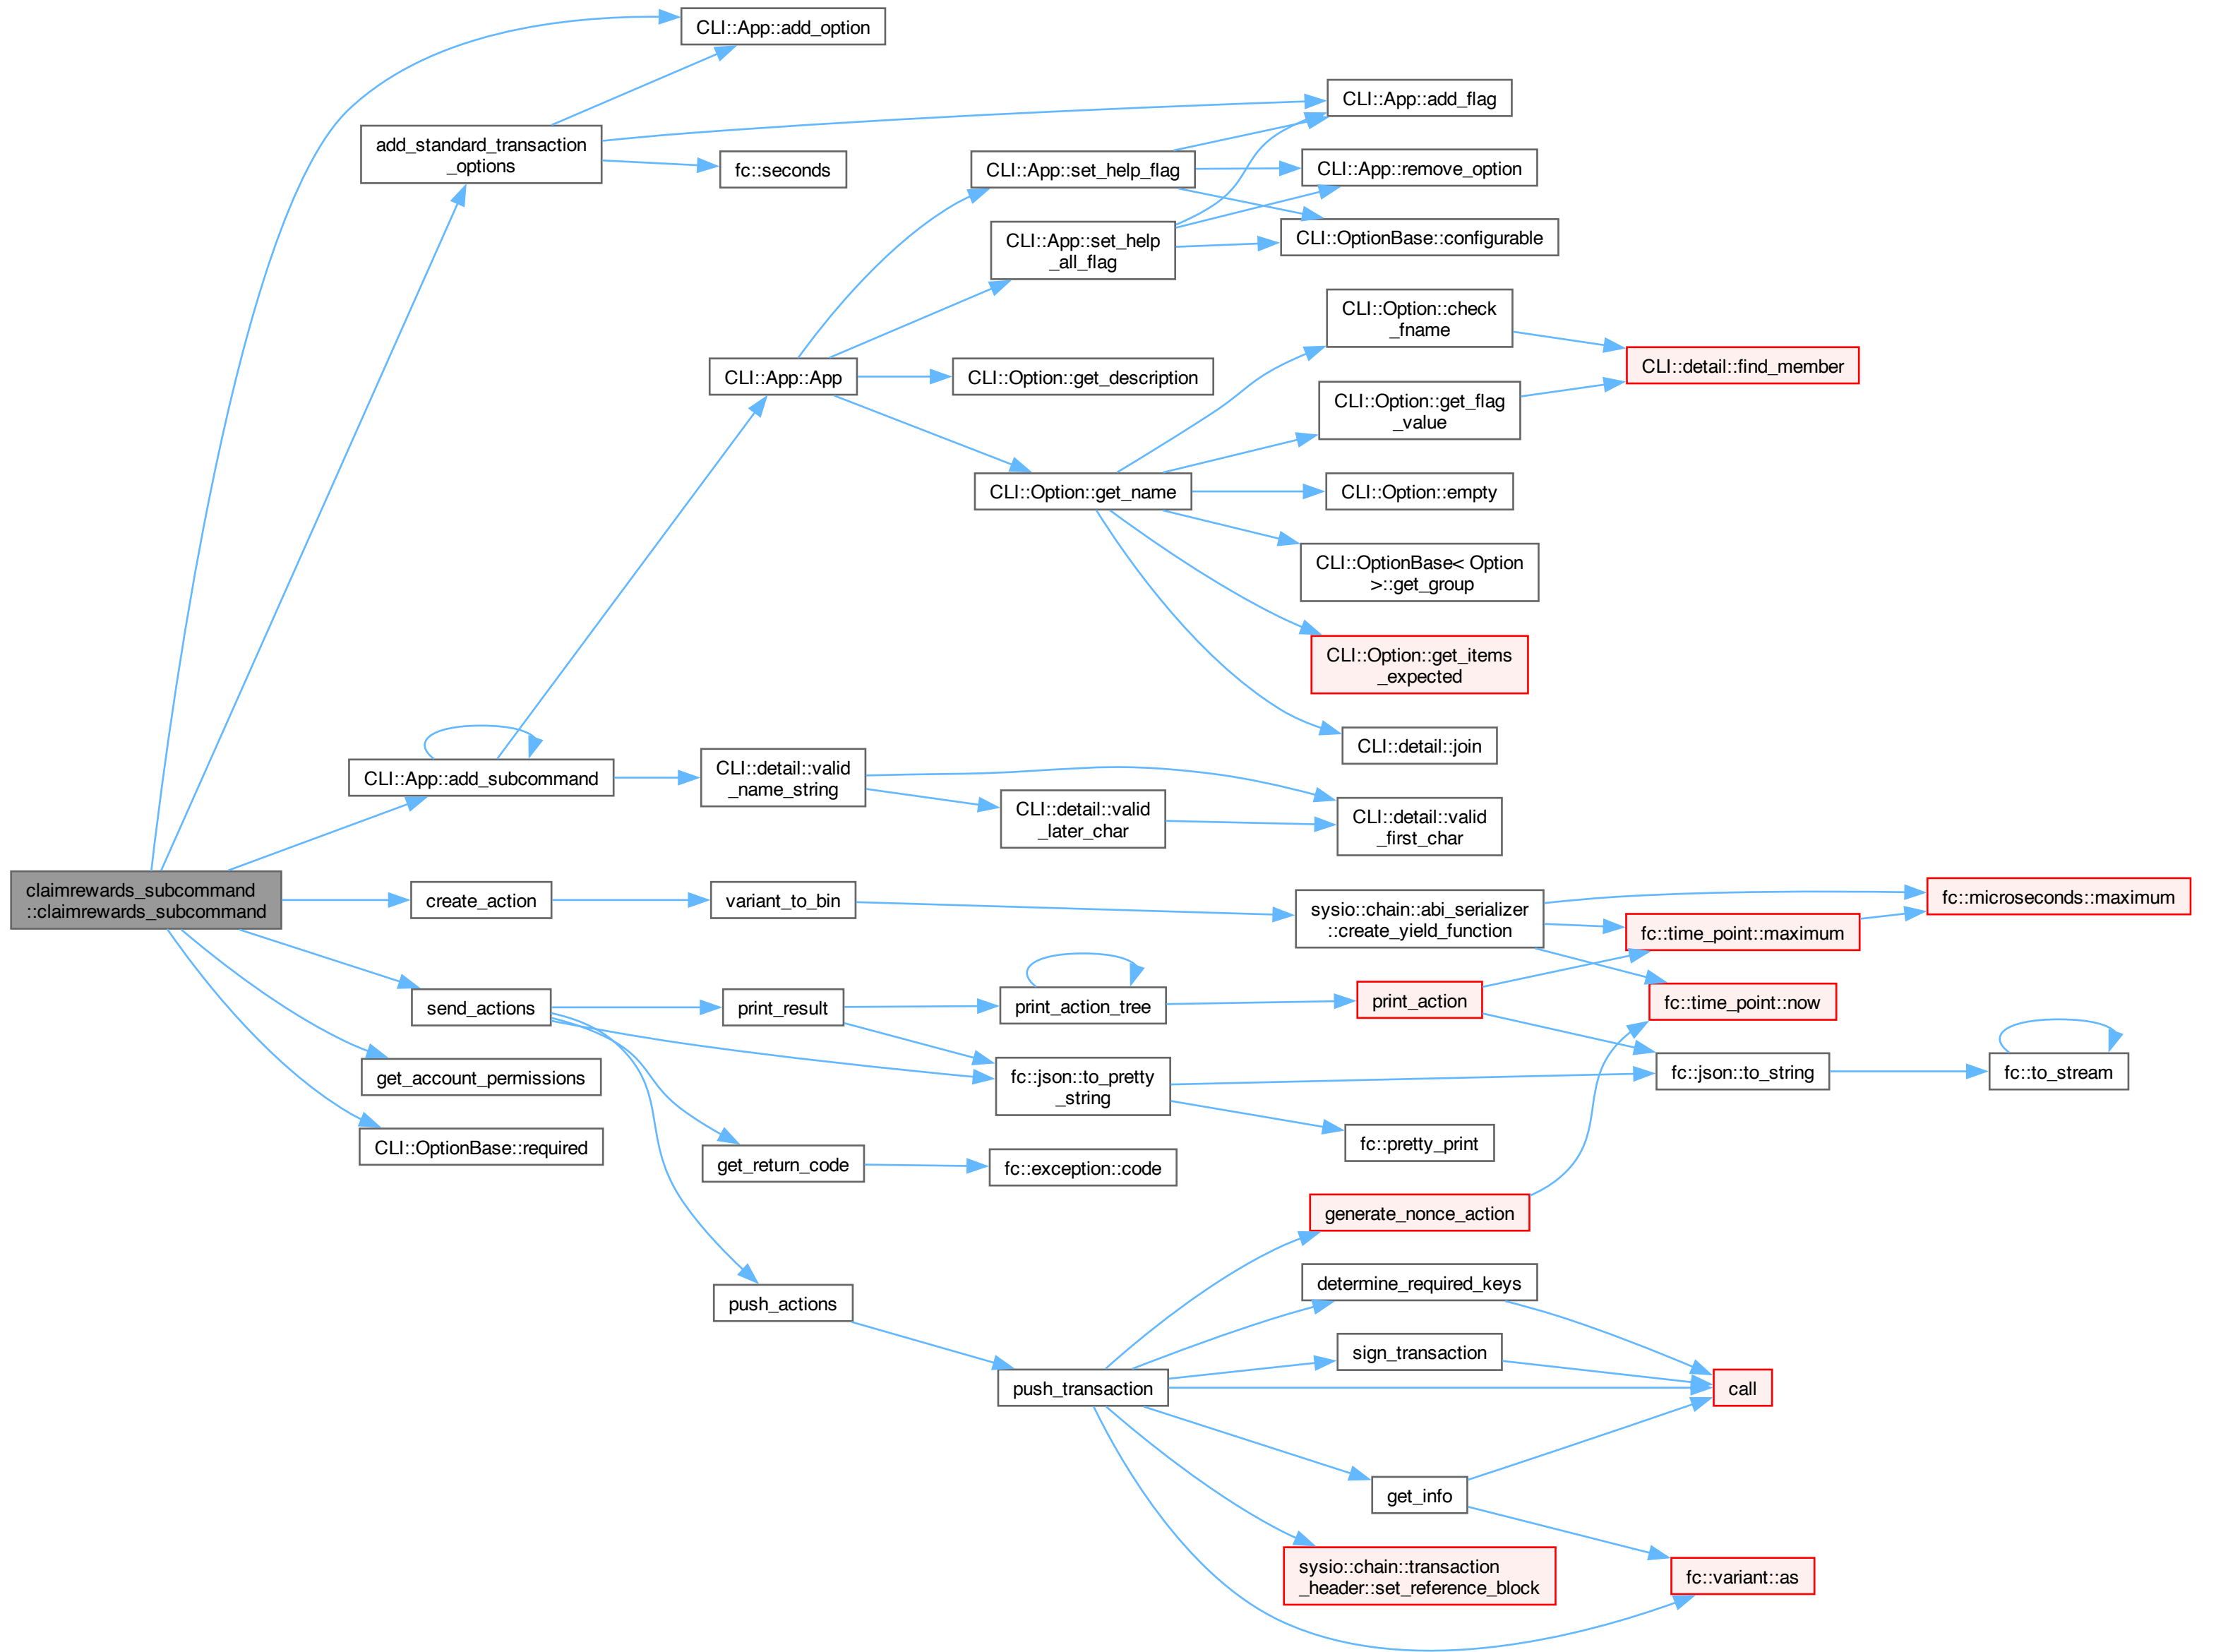 CLI::App::add_option
CLI::App::add_flag
add_standard_transaction
_options
fc::seconds
CLI::App::set_help_flag
CLI::App::remove_option
CLI::App::set_help
_all_flag
CLI::OptionBase::configurable
CLI::Option::check
_fname
CLI::App::App
CLI::Option::get_description
CLI::detail::find_member
CLI::Option::get_flag
_value
CLI::Option::get_name
CLI::Option::empty
CLI::OptionBase< Option
>::get_group
CLI::Option::get_items
_expected
CLI::detail::join
CLI::App::add_subcommand
CLI::detail::valid
_name_string
CLI::detail::valid
_later_char
CLI::detail::valid
_first_char
claimrewards_subcommand
::claimrewards_subcommand
create_action
variant_to_bin
sysio::chain::abi_serializer
::create_yield_function
fc::microseconds::maximum
fc::time_point::maximum
send_actions
print_result
print_action_tree
print_action
fc::time_point::now
get_account_permissions
fc::json::to_pretty
_string
fc::json::to_string
fc::to_stream
CLI::OptionBase::required
get_return_code
fc::exception::code
fc::pretty_print
generate_nonce_action
push_actions
determine_required_keys
sign_transaction
push_transaction
call
get_info
sysio::chain::transaction
_header::set_reference_block
fc::variant::as